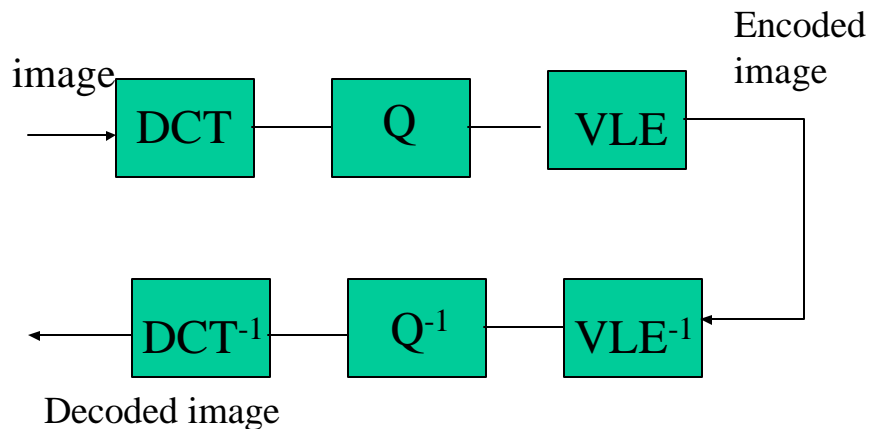 Encoded
image
image
DCT
Q
VLE
DCT-1
Q-1
VLE-1
Decoded image